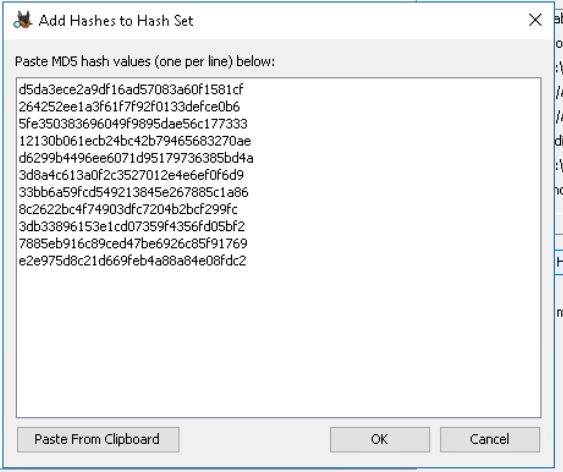 Add Hashes to Hash Set
Paste MD5 hash values (one per line) below:
d5da3ece2a9df16ad57083a60f1581cf
264252ee1a3f61f7f92f0133defce0b6
5fe350383696049f9895dae56c177333
12130b061ecb24bc42b79465683270ae
d6299b4496ee6071d95179736385bd4a
3d8a4c613a0f2c3527012e4e6ef0f6d9
33bb6a59fcd549213845e267885c1a86
8c2622bc4f74903dfc7204b2bcf299fc
3db33896153e1cd07359f4356fd05bf2
7885eb916c89ced47be6926c85f91769
e2e975d8c21d669feb4a88a84e08fdc2
Paste From Clipboard
OK
Cancel